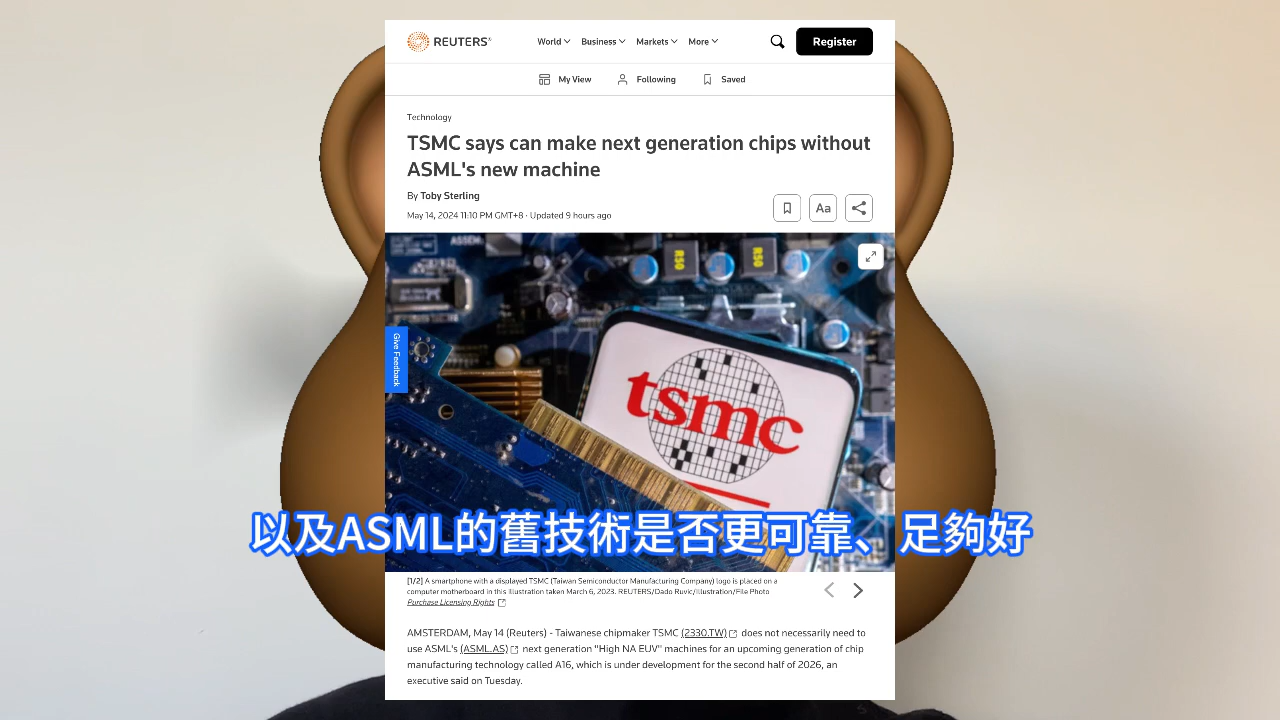 REUTERS®
World Business Markets More
Register
My View Following Saved
Technology
TSMC says can make next generation chips without
ASML's new machine
By Toby Sterling
May 14, 2024 11:10 PM GMT+8 · Updated 9 hours ago
Aa
ASSEM
R50
R50
Give Feedback
tsmc
以及ASML的舊技術是否更可靠、足夠好
[1/2] A smartphone with a displayed TSMC (Taiwan Semiconductor Manufacturing Company) logo is placed on a
computer motherboard in this illustration taken March 6, 2023. REUTERS/Dado Ruvic/Illustration/File Photo
Purchase Licensing Rights
AMSTERDAM, May 14 (Reuters) - Taiwanese chipmaker TSMC (2330.TW) does not necessarily need to
use ASML's (ASML.AS) next generation "High NA EUV" machines for an upcoming generation of chip
manufacturing technology called A16, which is under development for the second half of 2026, an
executive said on Tuesday.